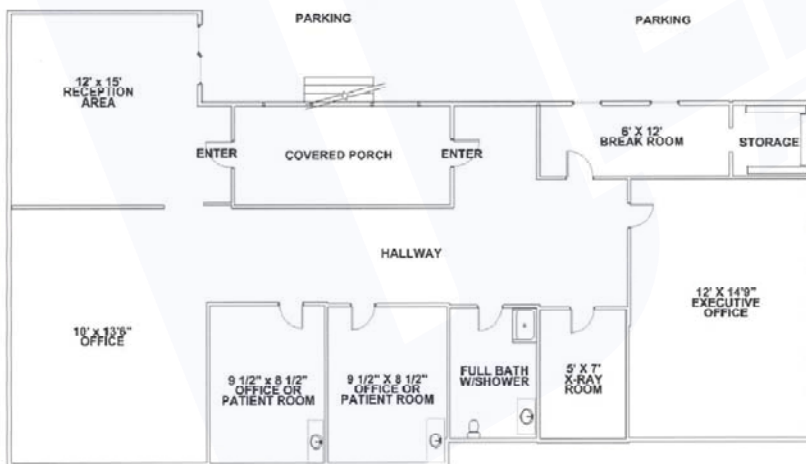 PARKING
PARKING
12' x 15'
RECEPTION
AREA
6' X 12'
BREAK ROOM
STORAGE
ENTER
COVERED PORCH
ENTER
HALLWAY
12' X 14'9"
EXECUTIVE
OFFICE
10' x 13'6"
OFFICE
9 1/2" x 8 1/2"
OFFICE OR
PATIENT ROOM
9 1/2" X 8 1/2"
OFFICE OR
PATIENT ROOM
FULL BATH
W/SHOWER
5' X 7'
X-RAY
ROOM